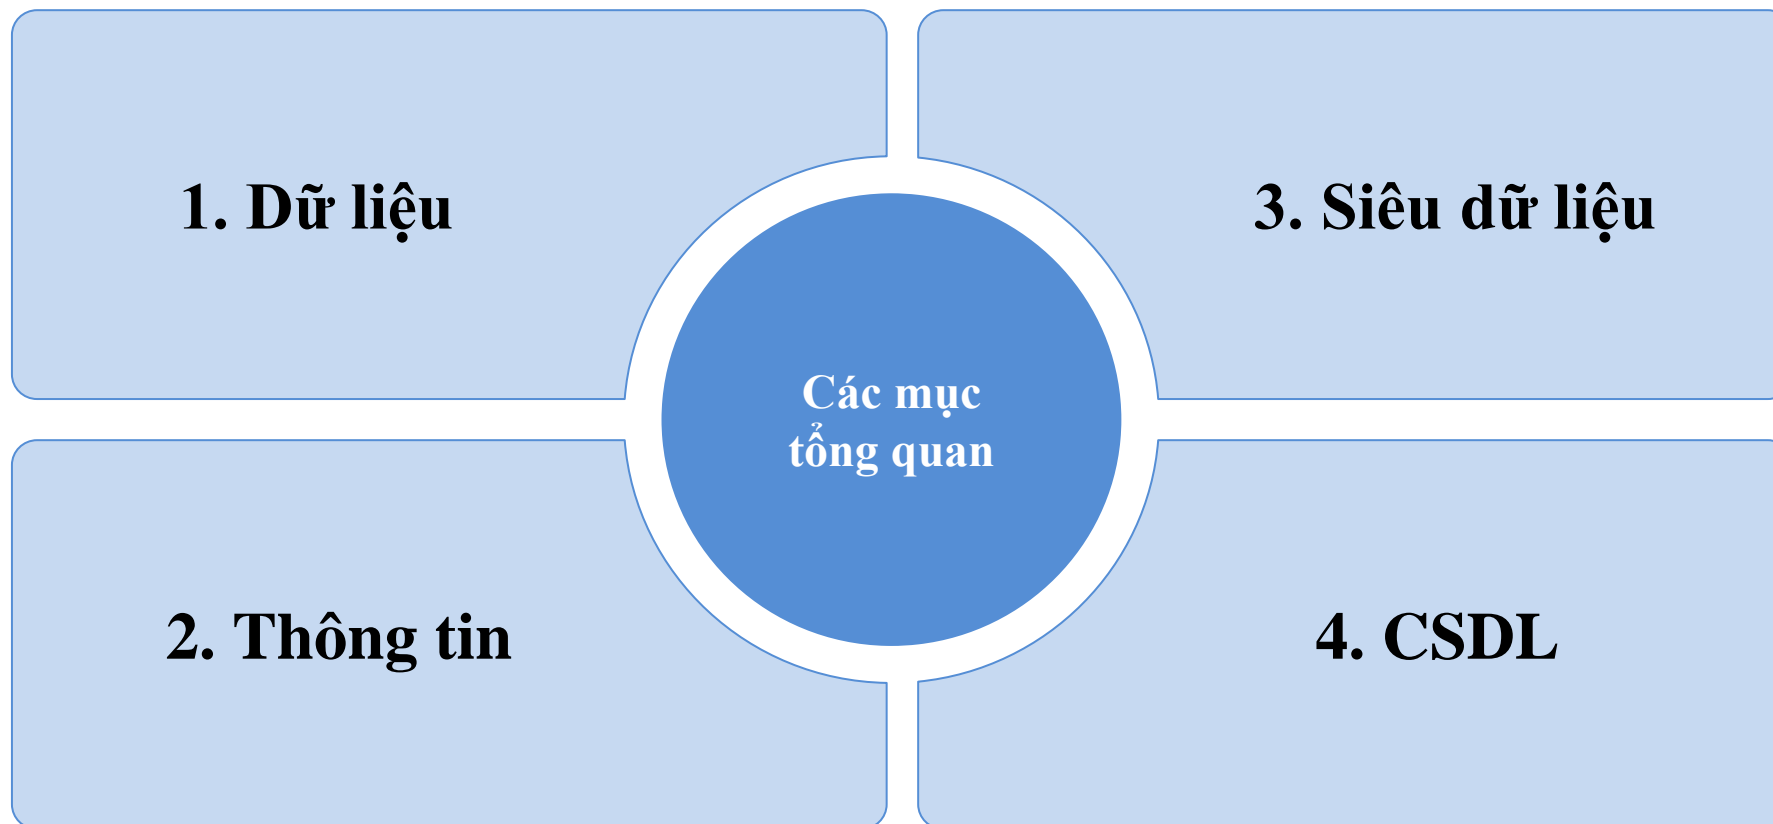 1. Dữ liệu
3. Siêu dữ liệu
Các mục
tổng quan
2. Thông tin
4. CSDL